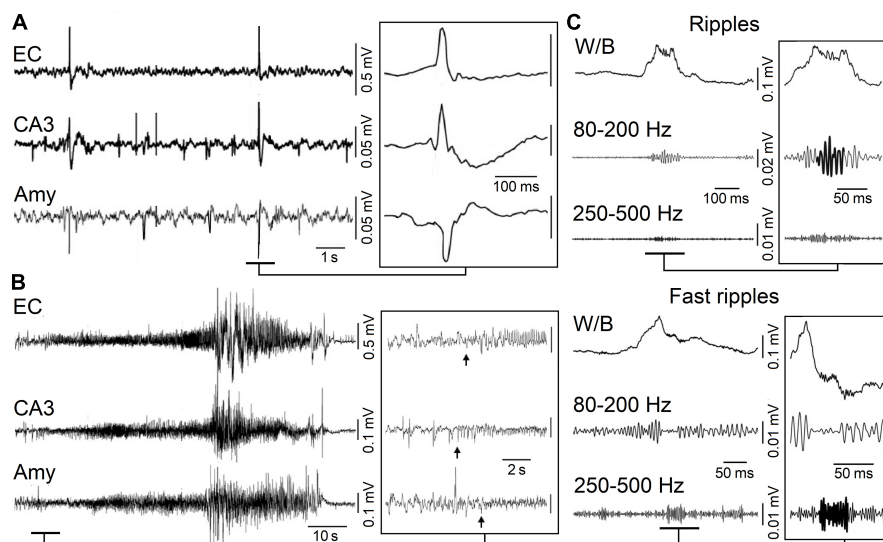 A
EC
0.5 mV
CA3
0.05 mV
100 ms
Amy
0.05 mV
1 s
B
EC
0.5 mV
CA3
0.1 mV
2 s
Amy
0.1 mV
10 s
C
Ripples
W/B
0.1 mV
80-200 Hz
0.02 mV
100 ms
50 ms
250-500 Hz
0.01 mV
Fast ripples
W/B
0.1 mV
80-200 Hz
0.01 mV
50 ms
50 ms
250-500 Hz
0.01 mV